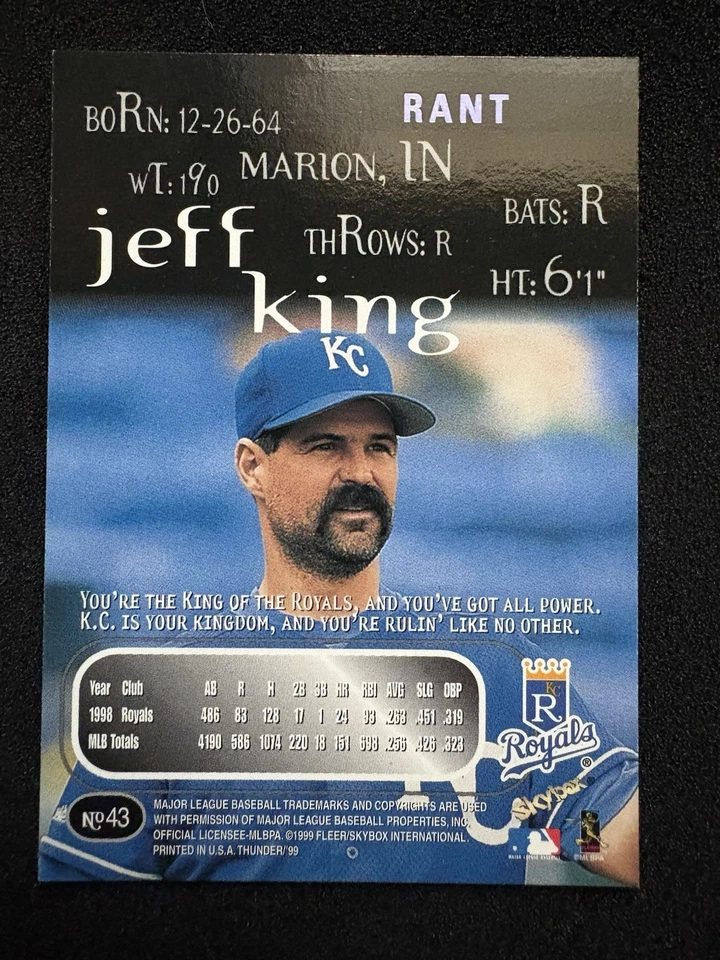 RANT
BORN: 12-26-64
MARION, IN
WT: 190
BATS: R
jeff
THROWS: R
HT: 6'1"
king
KC
YOU'RE THE KING OF THE ROYALS, AND YOU'VE GOT ALL POWER.
K.C. IS YOUR KINGDOM, AND YOU'RE RULIN' LIKE NO OTHER.
Year Club AB R H 2B 3B HR RBI AVG SLG OBP
1998 Royals 486 83 128 17 1 24 93 .263 .451 .319
MLB Totals 4190 586 1074 220 18 151 698 .256 .426 .323
KC
R
Royals®
SKYBOX
No 43
MAJOR LEAGUE BASEBALL TRADEMARKS AND COPYRIGHTS ARE USED
WITH PERMISSION OF MAJOR LEAGUE BASEBALL PROPERTIES, INC.
OFFICIAL LICENSEE-MLBPA. ©1999 FLEER/SKYBOX INTERNATIONAL.
PRINTED IN U.S.A. THUNDER/'99
©MLBPA